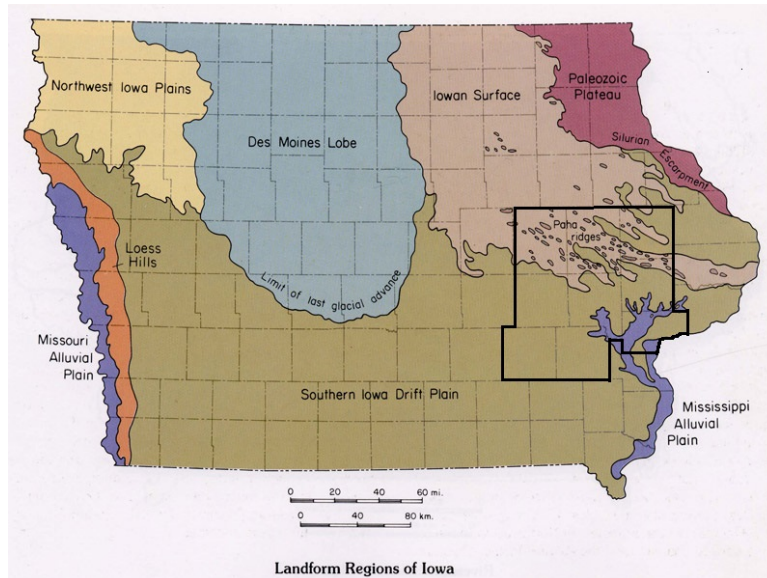 Northwest Iowa Plains
Des Moines Lobe
Iowan Surface
Paleozoic
Plateau
Silurian Escarpment
Paha
ridges
Loess
Hills
Limit of last glacial advance
Missouri
Alluvial
Plain
Southern Iowa Drift Plain
Mississippi
Alluvial
Plain
0 20 40 60 mi.
0 40 80 km.
Landform Regions of Iowa